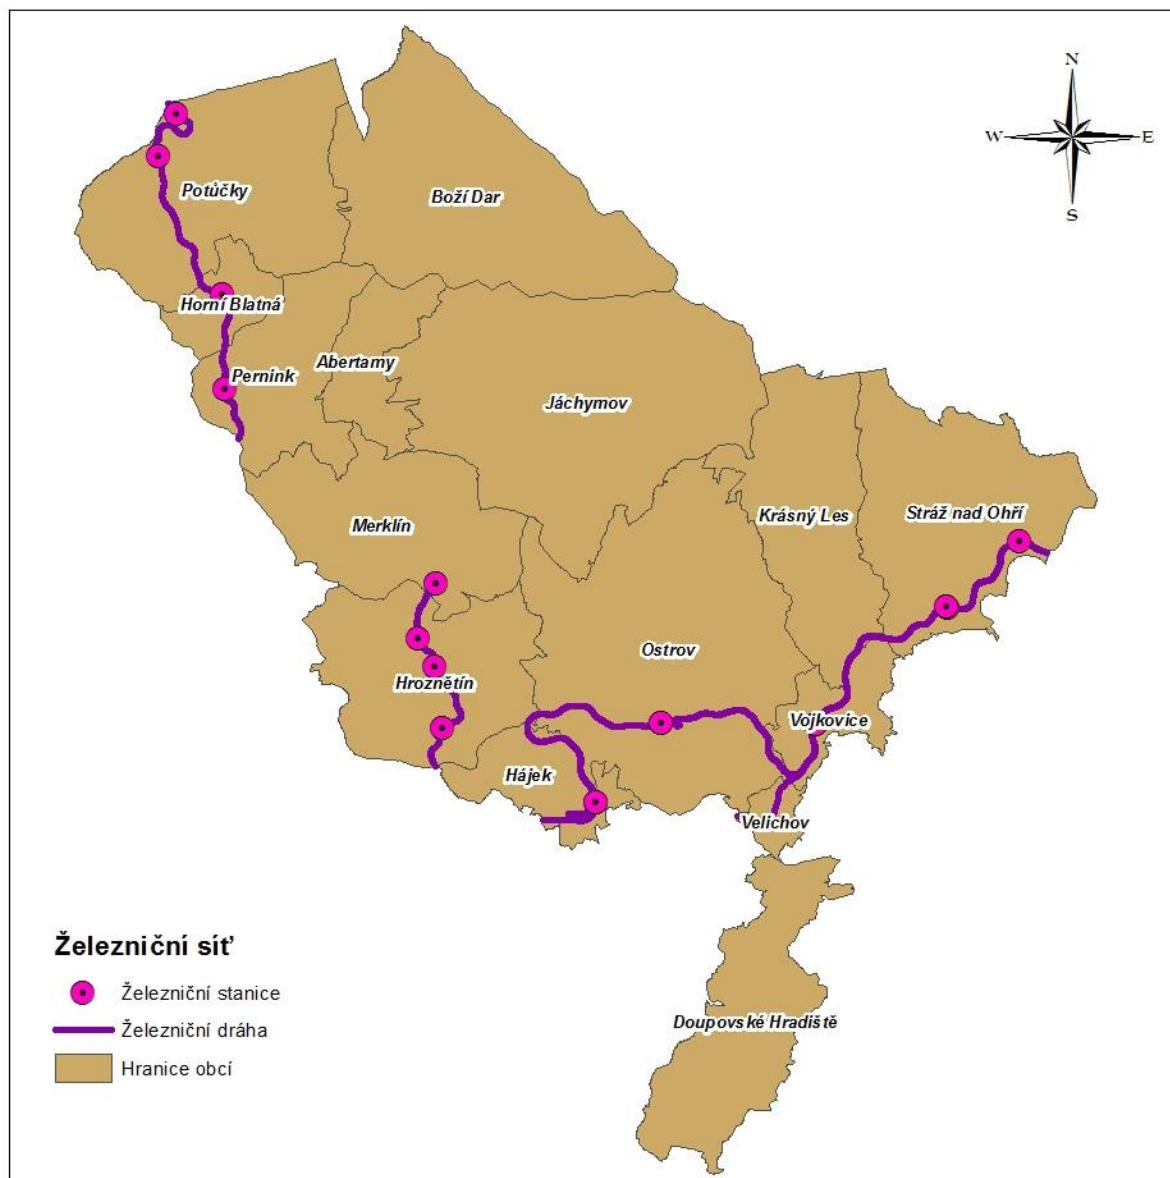 N
W
E
S
Potůčky
Boží Dar
Horní Blatná
Abertamy
Pernink
Jáchymov
Merklín
Krásný Les
Stráž nad Ohří
Ostrov
Hroznětín
Vojkovice
Hájek
Velichov
Doupovské Hradiště
Železniční síť
Železniční stanice
Železniční dráha
Hranice obcí